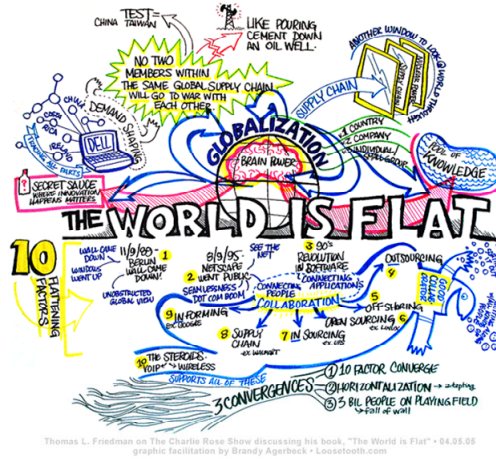 TEST =
CHINA TAIWAN
LIKE POURING
CEMENT DOWN
AN OIL WELL.
NO TWO
MEMBERS WITHIN
THE SAME GLOBAL SUPPLY CHAIN
WILL GO TO WAR WITH
EACH OTHER
ANOTHER WINDOW TO LOOK @ WORLD THROUGH
SUPPLY CHAIN
DEMAND SHAPING
CHINA
COSTA
RICA
IRELAND
DELL
GLOBALIZATION
BRAIN POWER
COUNTRY
2 COMPANY
INDIVIDUAL/
SMALL GROUP
POOL OF
KNOWLEDGE
SECRET SAUCE
WHERE INNOVATION
HAPPENS MATTERS
THE WORLD IS FLAT
10
FLATTENING
FACTORS
WALL CAME
DOWN
WINDOWS
WENT UP
11/9/89-
BERLIN
WALL CAME
DOWN!
1
UNOBSTRUCTED
GLOBAL VIEW
8/9/95
2 NETSCAPE
WENT PUBLIC
SEAMLESSNESS
DOT COM BOOM
SEE THE
NET
3 90's
REVOLUTION
IN SOFTWARE
CONNECTING
APPLICATIONS
CONNECTING
PEOPLE
COLLABORATION
OUTSOURCING
4
5
OFF-SHORING
OPEN SOURCING 6
ex LINUX
7 IN SOURCING
ex UPS
8 SUPPLY
CHAIN
ex WALMART
9 IN FORMING
ex GOOGLE
10 THE STEROIDS
VOIP WIRELESS
SUPPORTS ALL OF THESE
3 CONVERGENCES
1 10 FACTOR CONVERGE
2 HORIZONTALIZATION
3 3 BIL PEOPLE ON PLAYING FIELD
fall of wall
Thomas L. Friedman on The Charlie Rose Show discussing his book, "The World is Flat" • 04.05.05
graphic facilitation by Brandy Agerbeck • Loosetooth.com